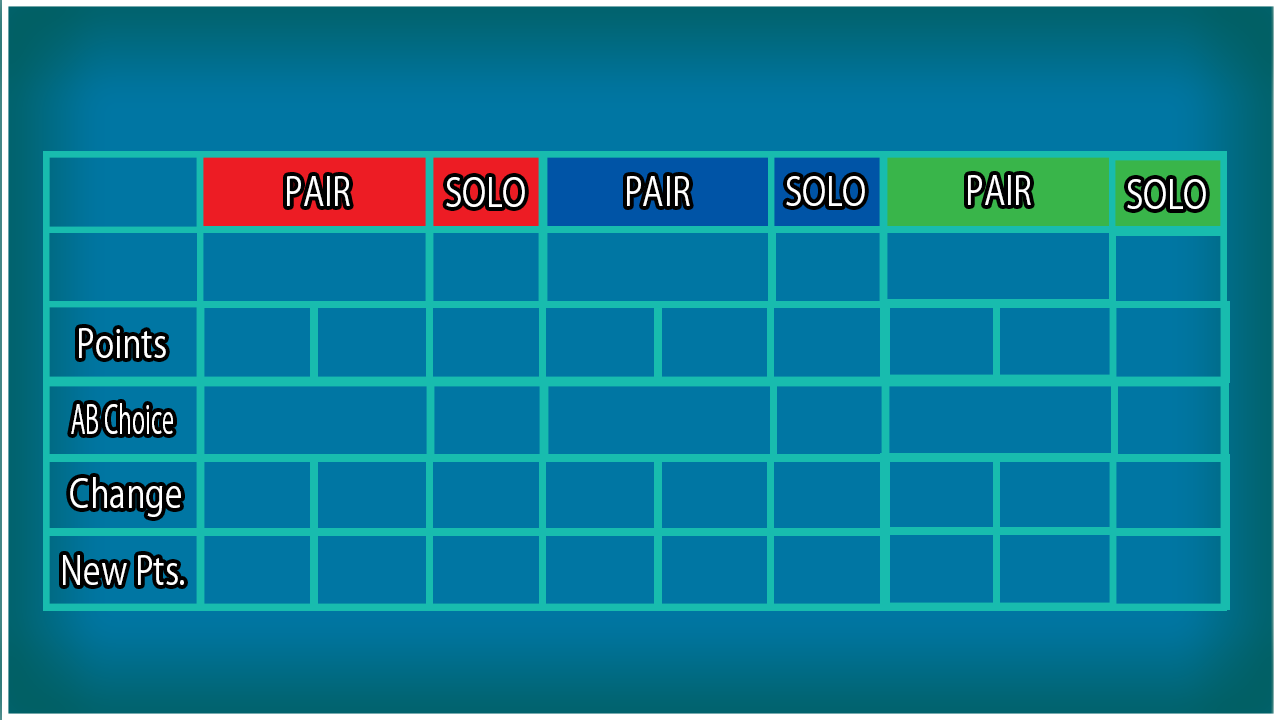 PAIR SOLO PAIR SOLO PAIR SOLO
Points
AB Choice
Change
New Pts.